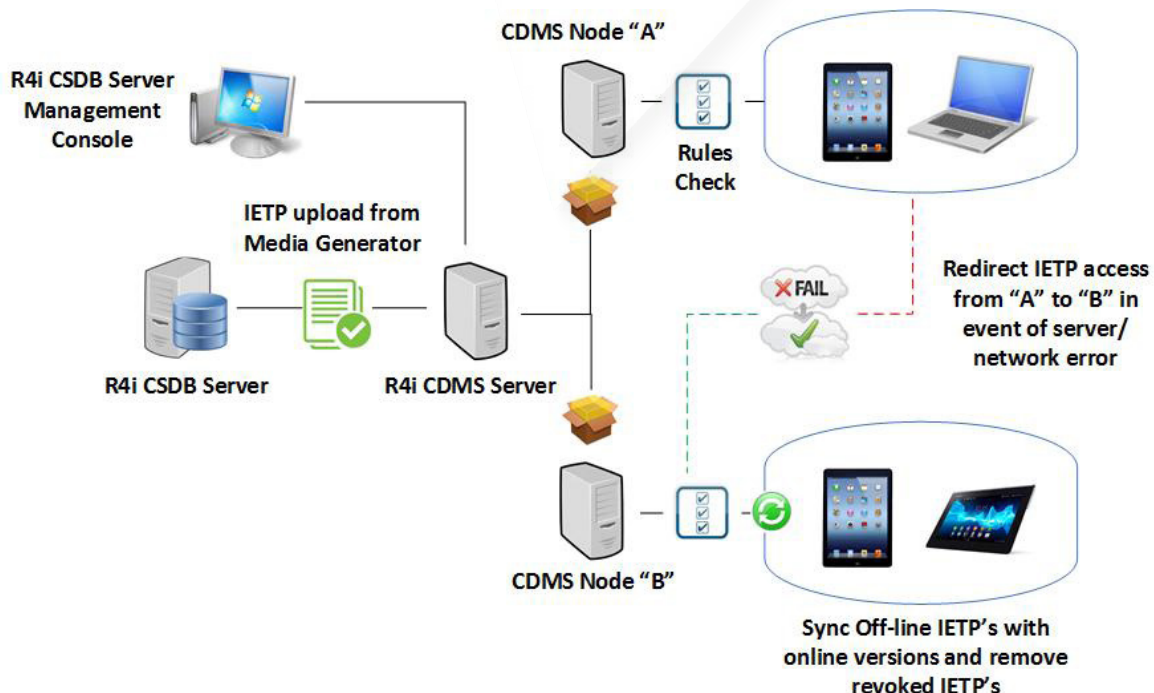 CDMS Node “A”
R4i CSDB Server
Management
Console
Rules
Check
IETP upload from
Media Generator
FAIL
Redirect IETP access
from “A” to “B” in
event of server/
network error
R4i CSDB Server
R4i CDMS Server
CDMS Node “B”
Sync Off-line IETP’s with
online versions and remove
revoked IETP’s